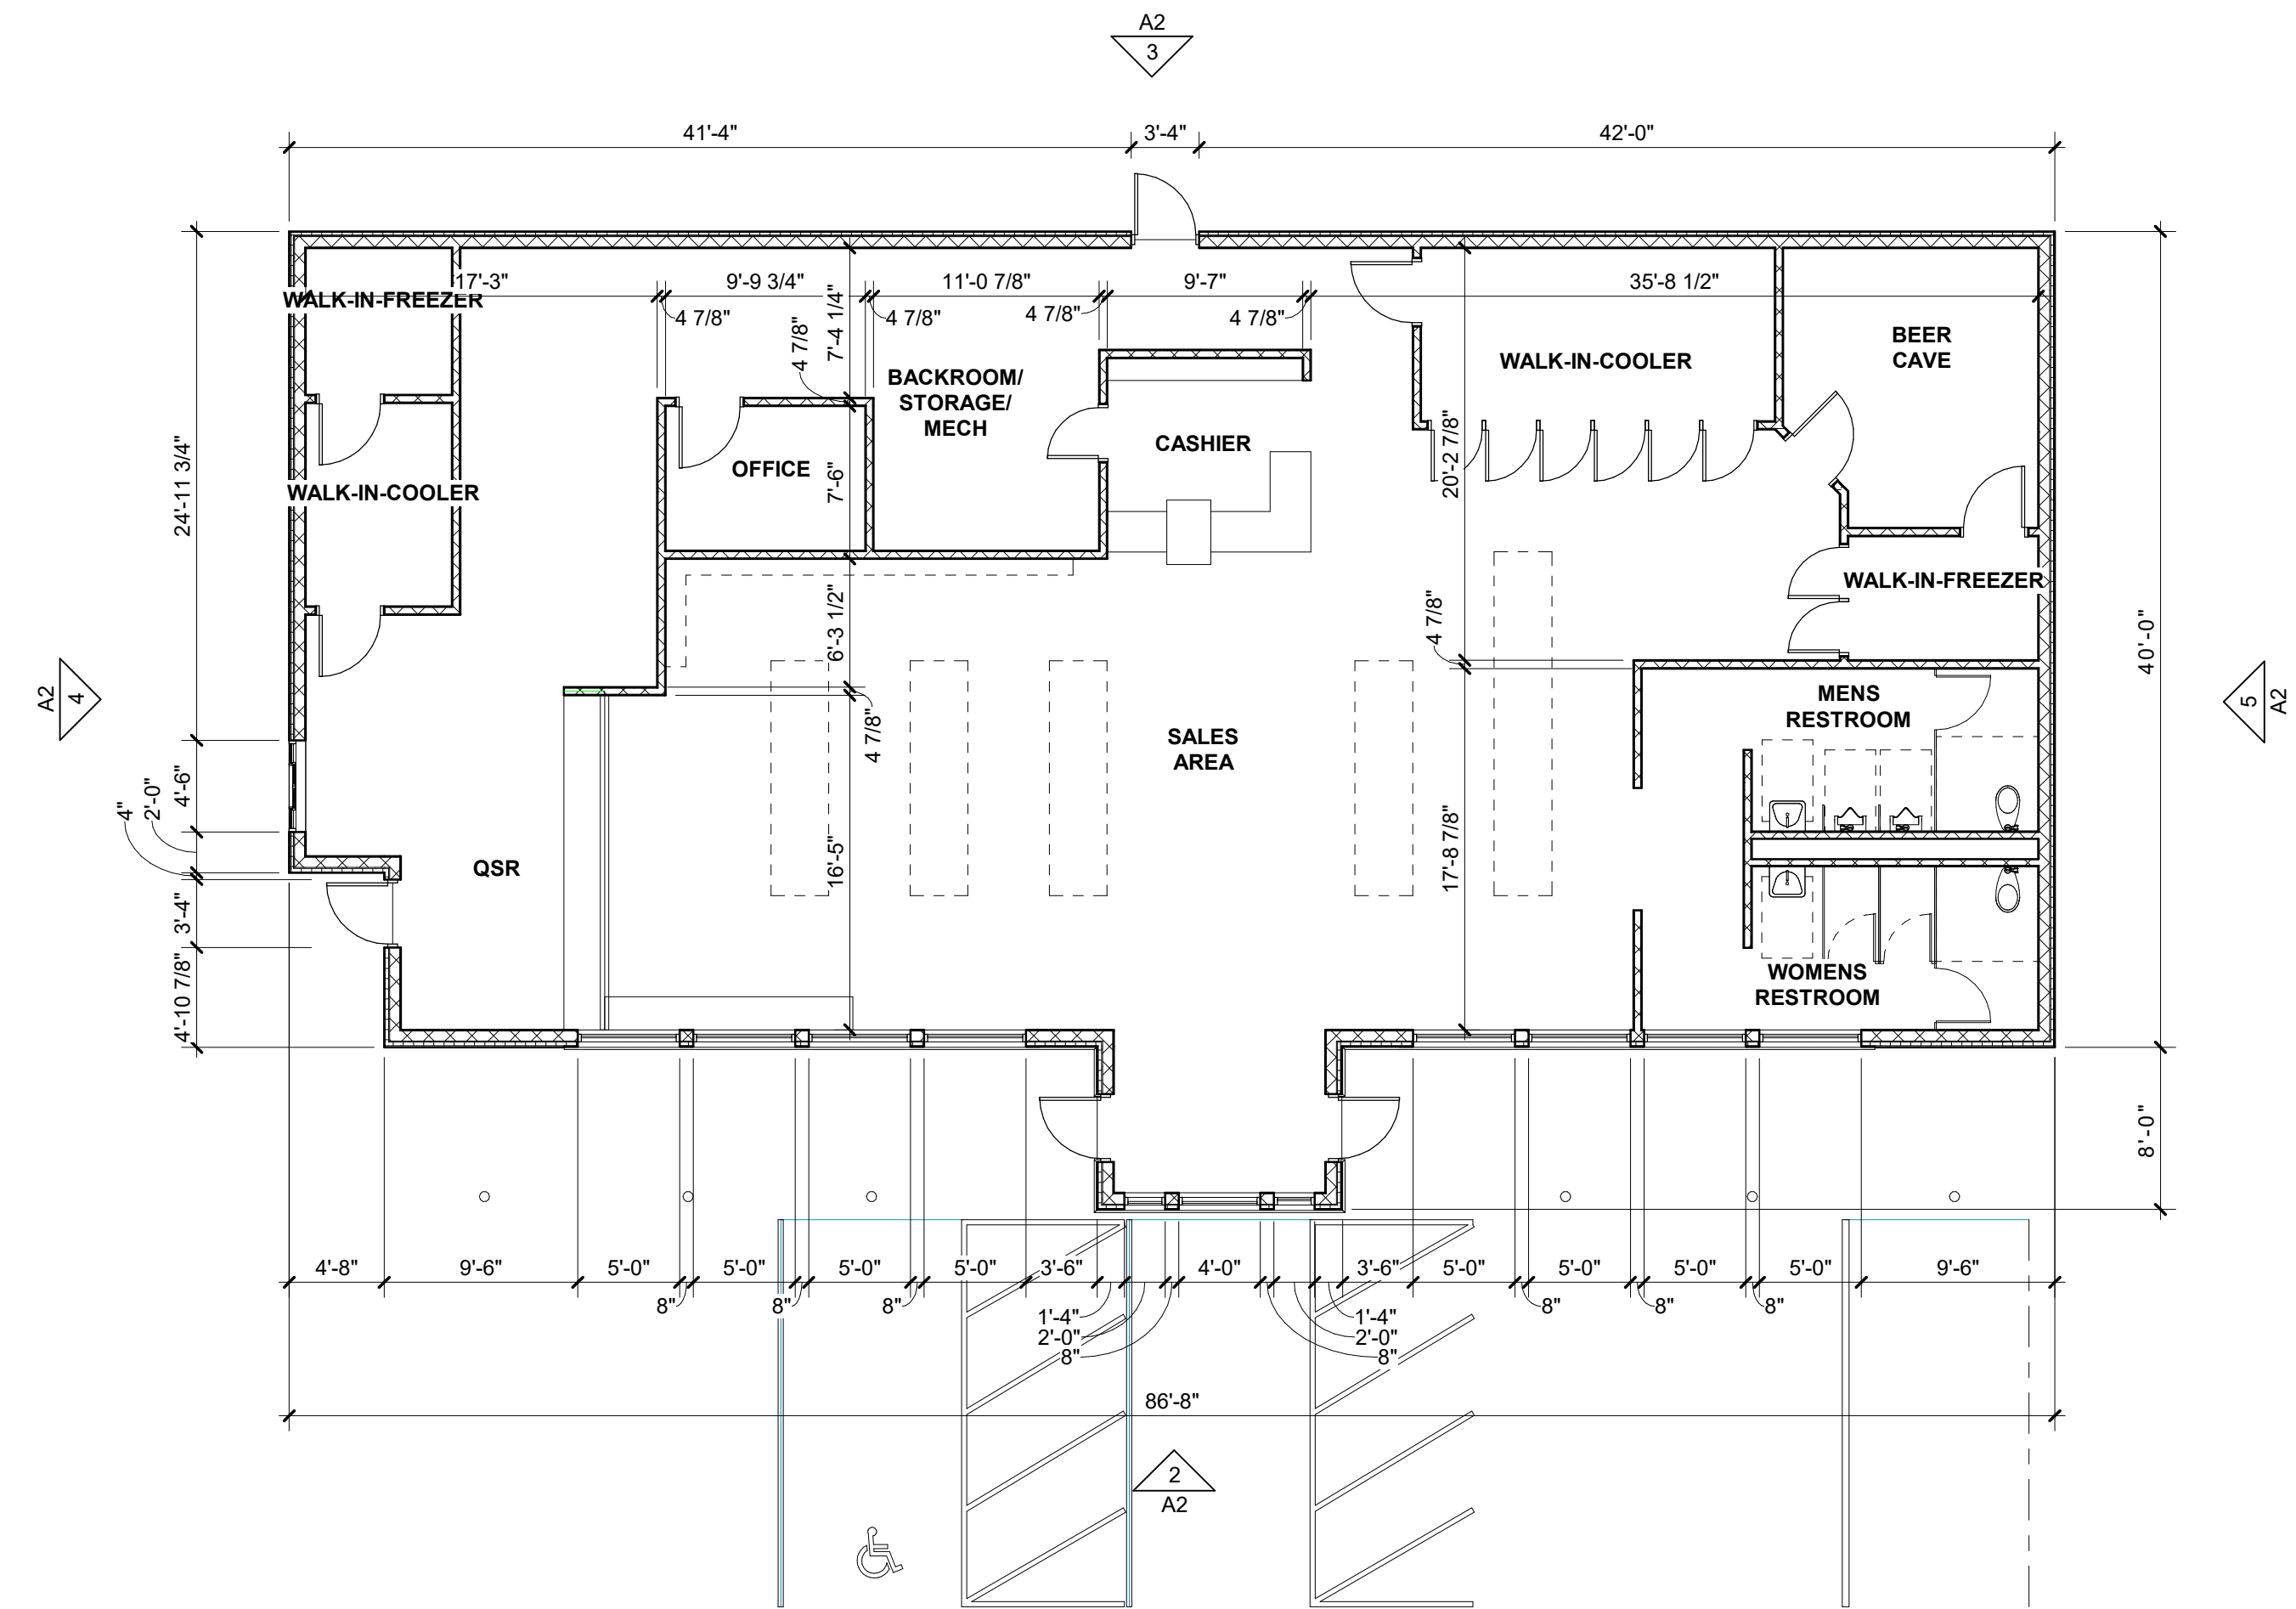 A2
3
41'-4"
3'-4"
42'-0"
17'-3"
9'-9 3/4"
11'-0 7/8"
9'-7"
35'-8 1/2"
4 7/8"
4 7/8"
4 7/8"
4 7/8"
WALK-IN-FREEZER
4 7/8"
7'-4 1/4"
BEER
CAVE
WALK-IN-COOLER
BACKROOM/
STORAGE/
MECH
CASHIER
OFFICE
7'-6"
20'-2 7/8"
24'-11 3/4"
WALK-IN-COOLER
WALK-IN-FREEZER
6'-3 1/2"
4 7/8"
40'-0"
A2
4
5
A2
MENS
RESTROOM
SALES
AREA
4 7/8"
4'-6"
2'-0"
4"
QSR
16'-5"
17'-8 7/8"
3'-4"
4'-10 7/8"
WOMENS
RESTROOM
8'-0"
4'-8"
9'-6"
5'-0"
5'-0"
5'-0"
5'-0"
3'-6"
4'-0"
3'-6"
5'-0"
5'-0"
5'-0"
5'-0"
9'-6"
8"
8"
8"
8"
8"
8"
1'-4"
1'-4"
2'-0"
2'-0"
8"
8"
86'-8"
2
A2